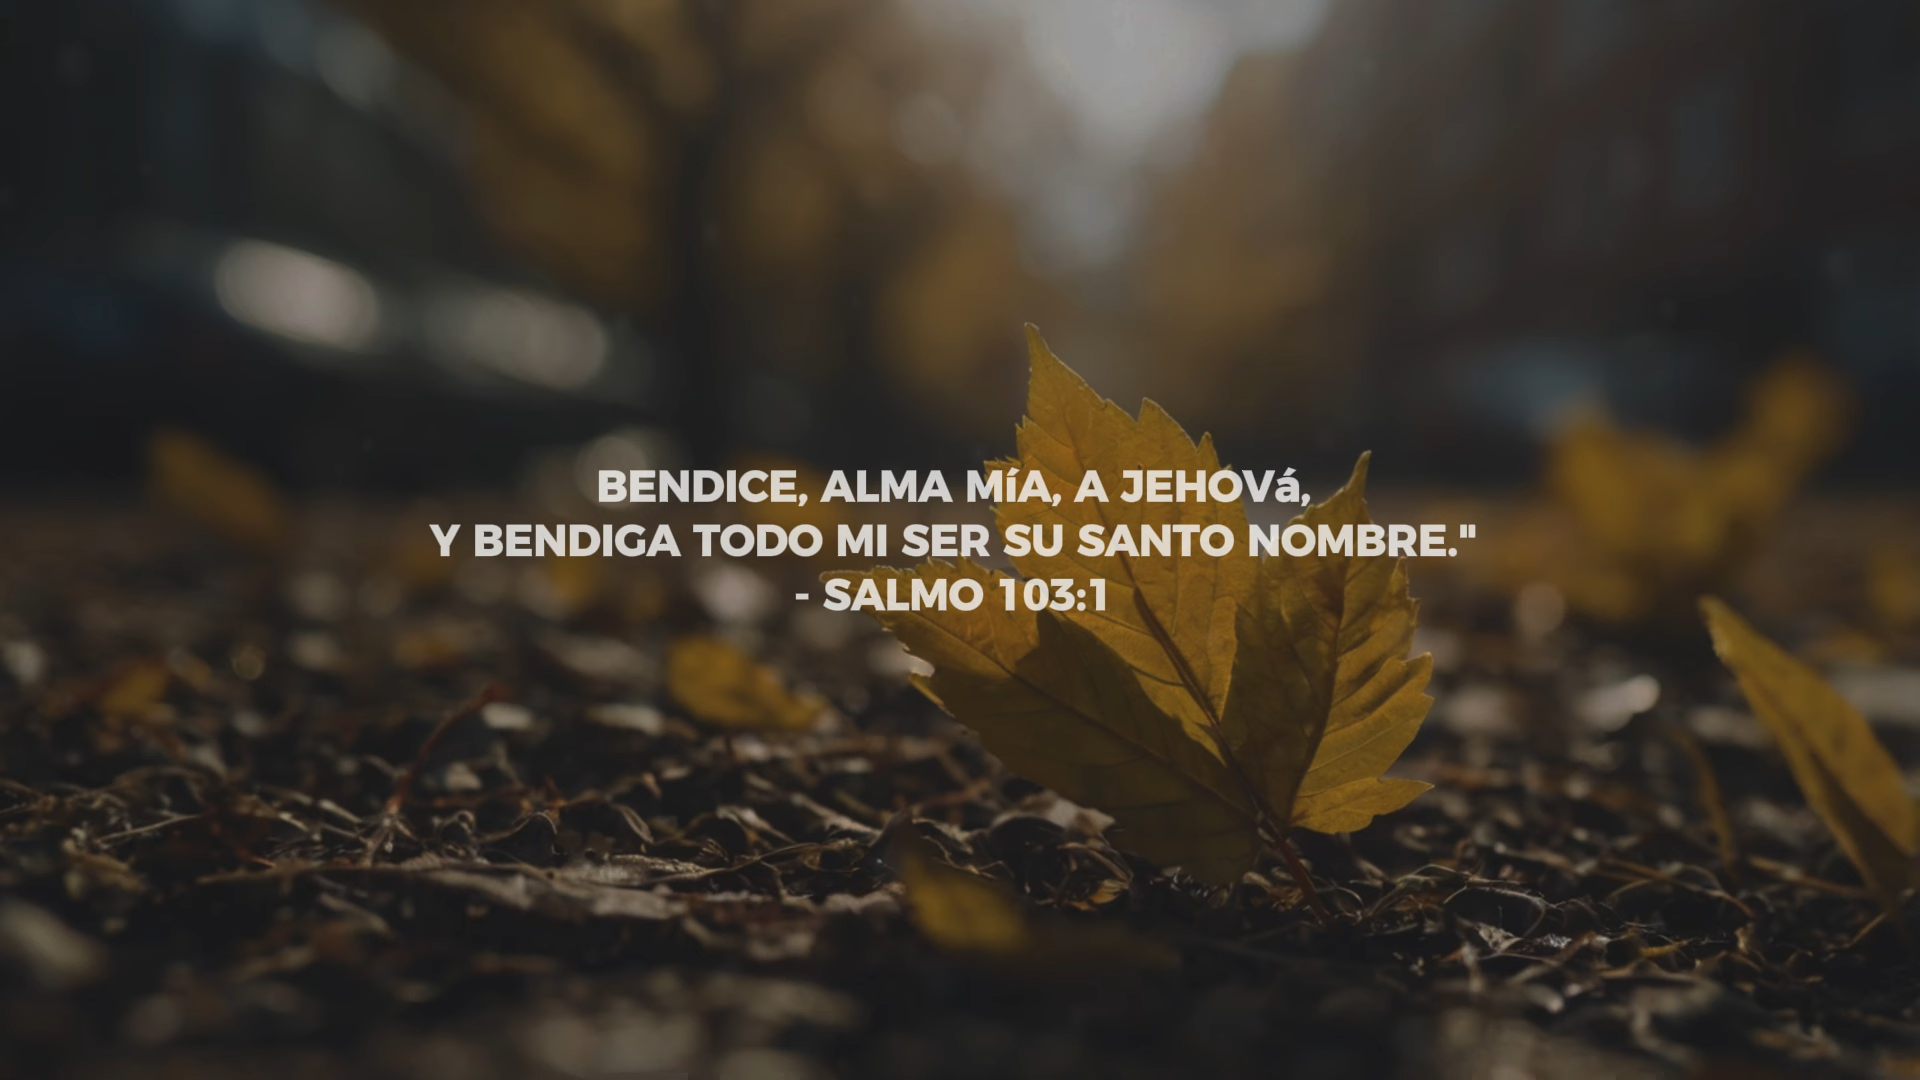 BENDICE, ALMA MíA, A JEHOVá,
Y BENDIGA TODO MI SER SU SANTO NOMBRE."
- SALMO 103:1